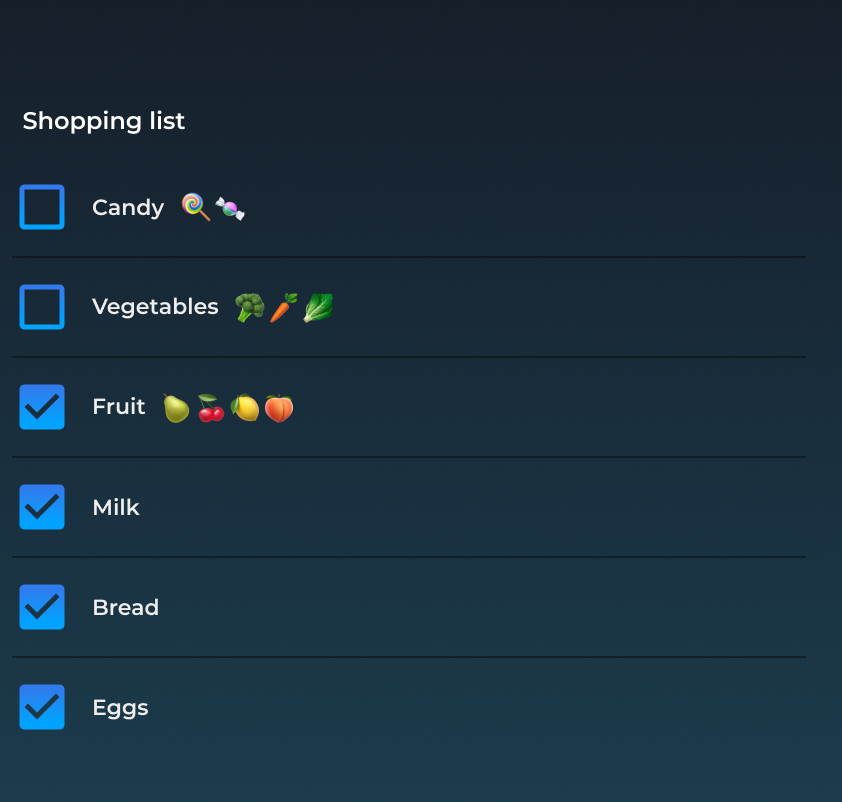 Shopping list
Candy 🍭🍬
Vegetables 🥦🥕🥬
Fruit 🍐🍒🍋🍑
Milk
Bread
Eggs